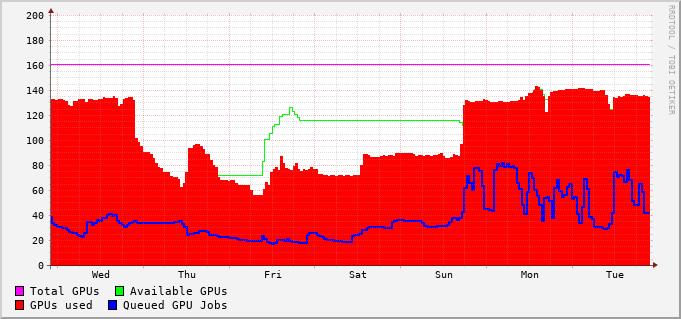 200
180
160
140
120
100
80
60
40
20
0
Wed Thu Fri Sat Sun Mon Tue
Total GPUs Available GPUs
GPUs used Queued GPU Jobs
RRDTOOL / TOBI OETIKER